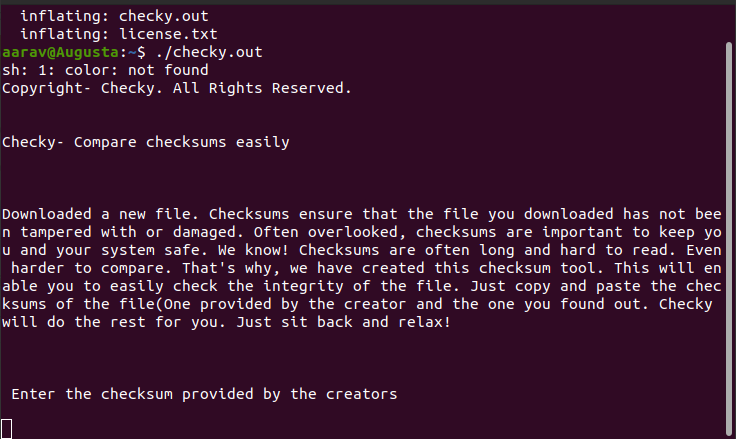 inflating: checky.out
inflating: license.txt
aarav@Augusta:~$ ./checky.out
sh: 1: color: not found
Copyright- Checky. All Rights Reserved.
Checky- Compare checksums easily
Downloaded a new file. Checksums ensure that the file you downloaded has not bee
n tampered with or damaged. Often overlooked, checksums are important to keep yo
u and your system safe. We know! Checksums are often long and hard to read. Even
 harder to compare. That's why, we have created this checksum tool. This will en
able you to easily check the integrity of the file. Just copy and paste the chec
ksums of the file(One provided by the creator and the one you found out. Checky
will do the rest for you. Just sit back and relax!
Enter the checksum provided by the creators